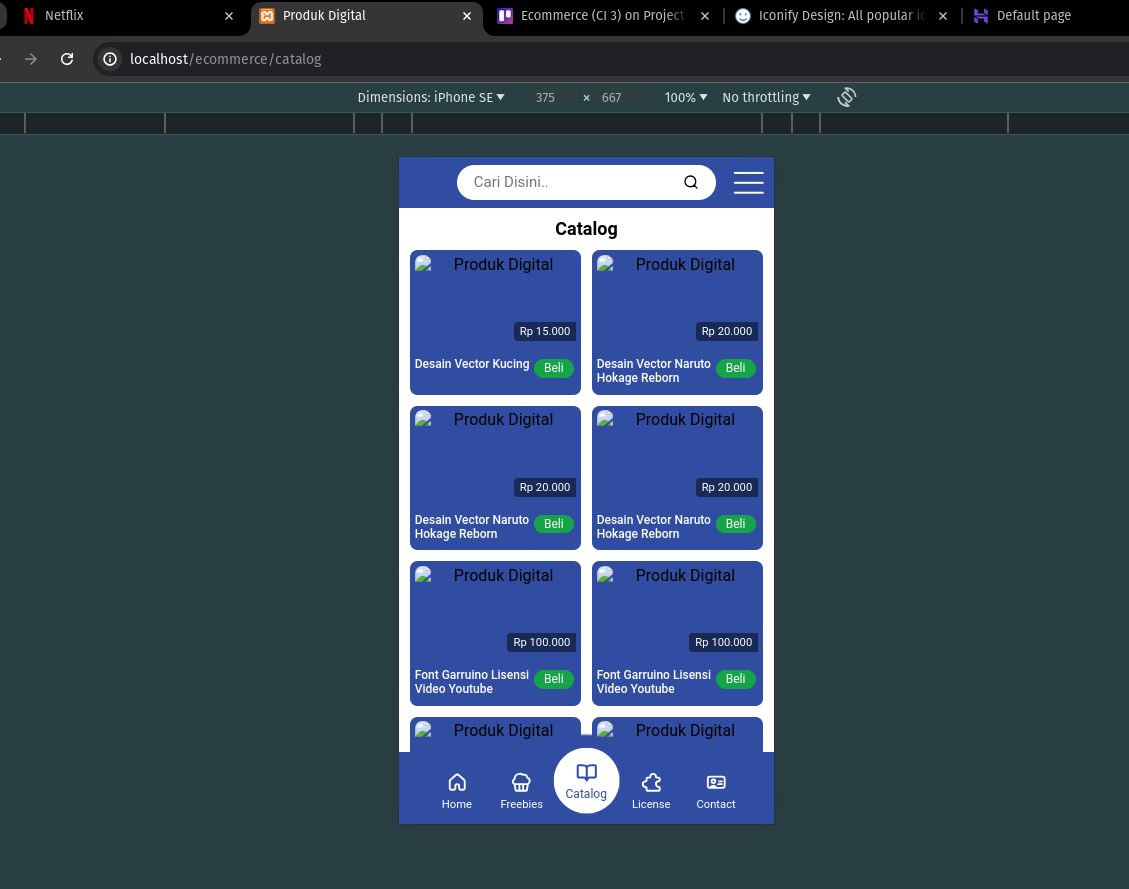 Netflix
Produk Digital
Ecommerce (CI 3) on Project
Iconify Design: All popular ic
Default page
localhost/ecommerce/catalog
Dimensions: iPhone SE
375 × 667
100%
No throttling
Cari Disini..
Catalog
Produk Digital
Produk Digital
Rp 15.000
Rp 20.000
Desain Vector Kucing
Beli
Desain Vector Naruto
Hokage Reborn
Beli
Produk Digital
Produk Digital
Rp 20.000
Rp 20.000
Desain Vector Naruto
Hokage Reborn
Beli
Desain Vector Naruto
Hokage Reborn
Beli
Produk Digital
Produk Digital
Rp 100.000
Rp 100.000
Font Garruino Lisensi
Video Youtube
Beli
Font Garruino Lisensi
Video Youtube
Beli
Produk Digital
Produk Digital
Home
Freebies
Catalog
License
Contact